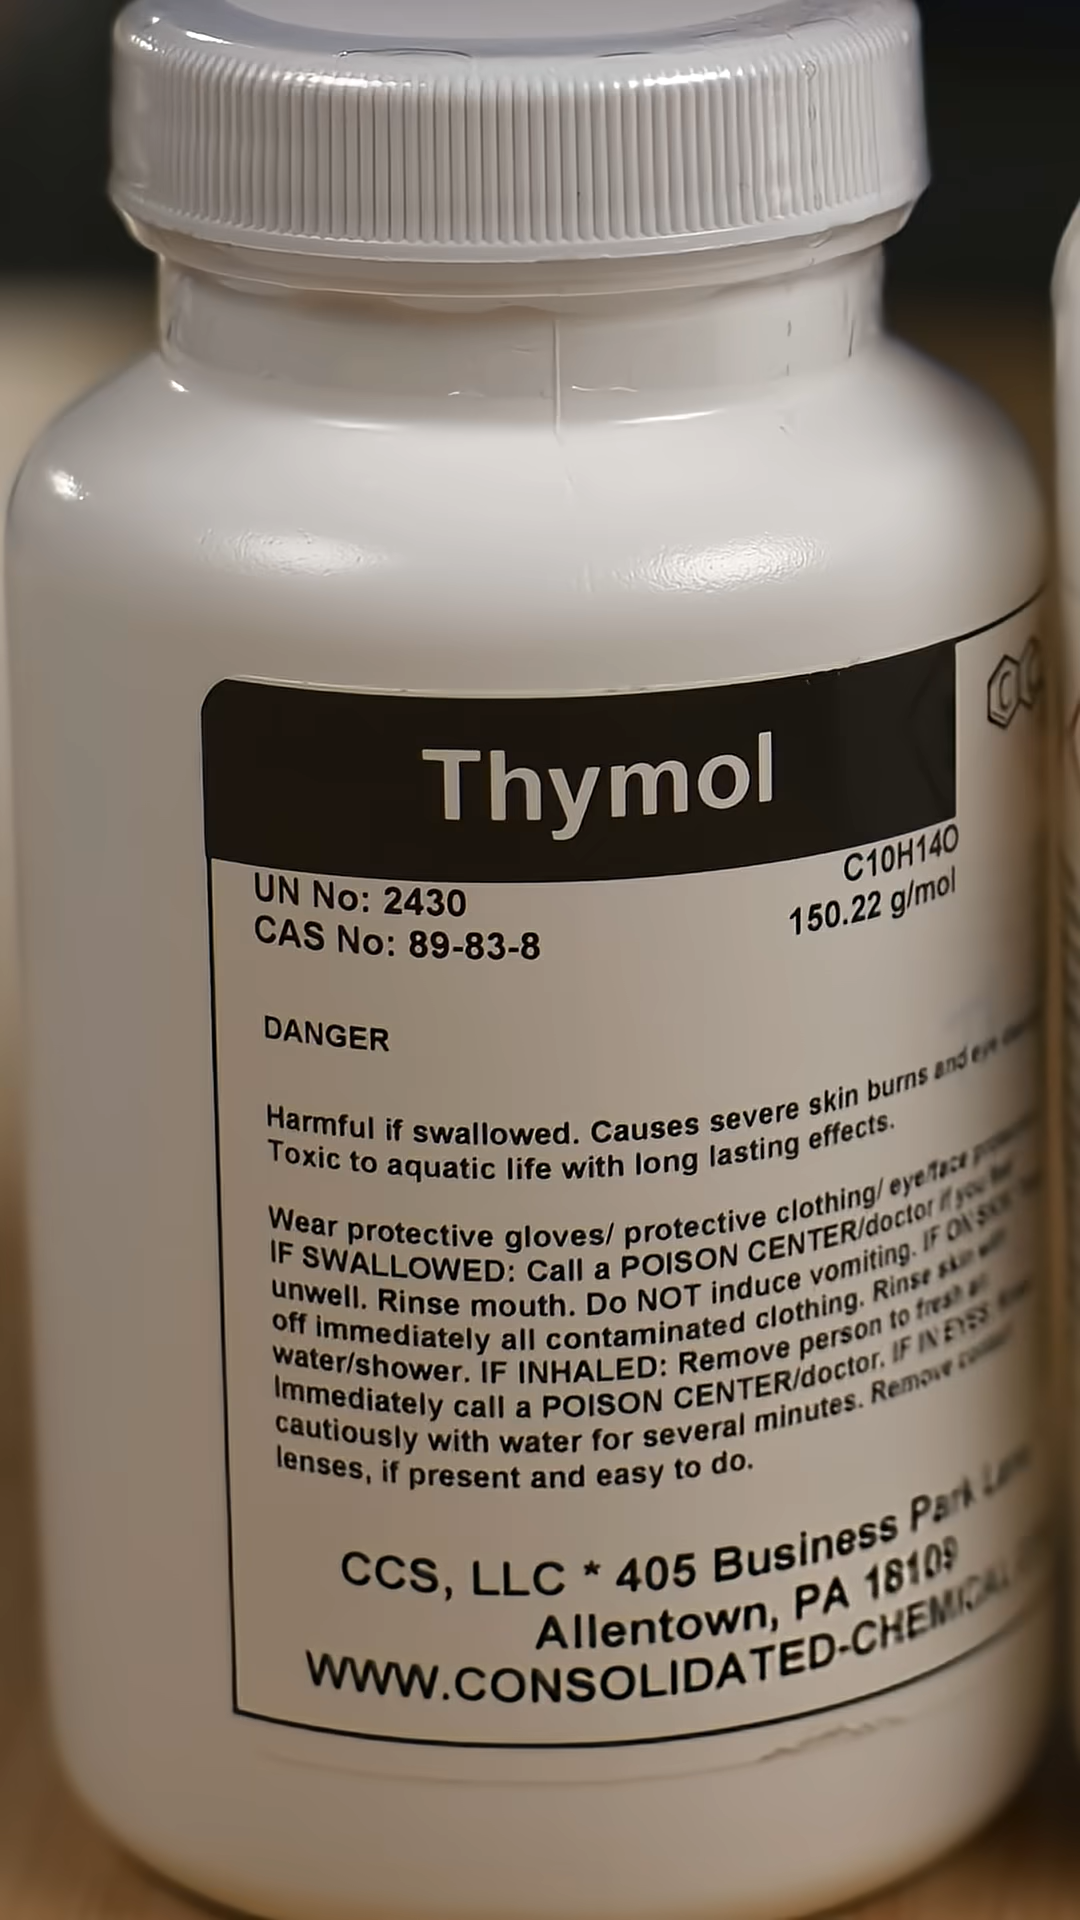 Thymol
UN No: 2430
C10H14O
CAS No: 89-83-8
150.22 g/mol
DANGER
Harmful if swallowed. Causes severe skin burns and eye
Toxic to aquatic life with long lasting effects.
Wear protective gloves/ protective clothing/ eye/face
IF SWALLOWED: Call a POISON CENTER/doctor if you feel
unwell. Rinse mouth. Do NOT induce vomiting. IF ON SKIN:
off immediately all contaminated clothing. Rinse skin with
water/shower. IF INHALED: Remove person to fresh air
Immediately call a POISON CENTER/doctor. IF IN EYES:
cautiously with water for several minutes. Remove contact
lenses, if present and easy to do.
CCS, LLC * 405 Business Park Lane
Allentown, PA 18109
WWW.CONSOLIDATED-CHEMICAL